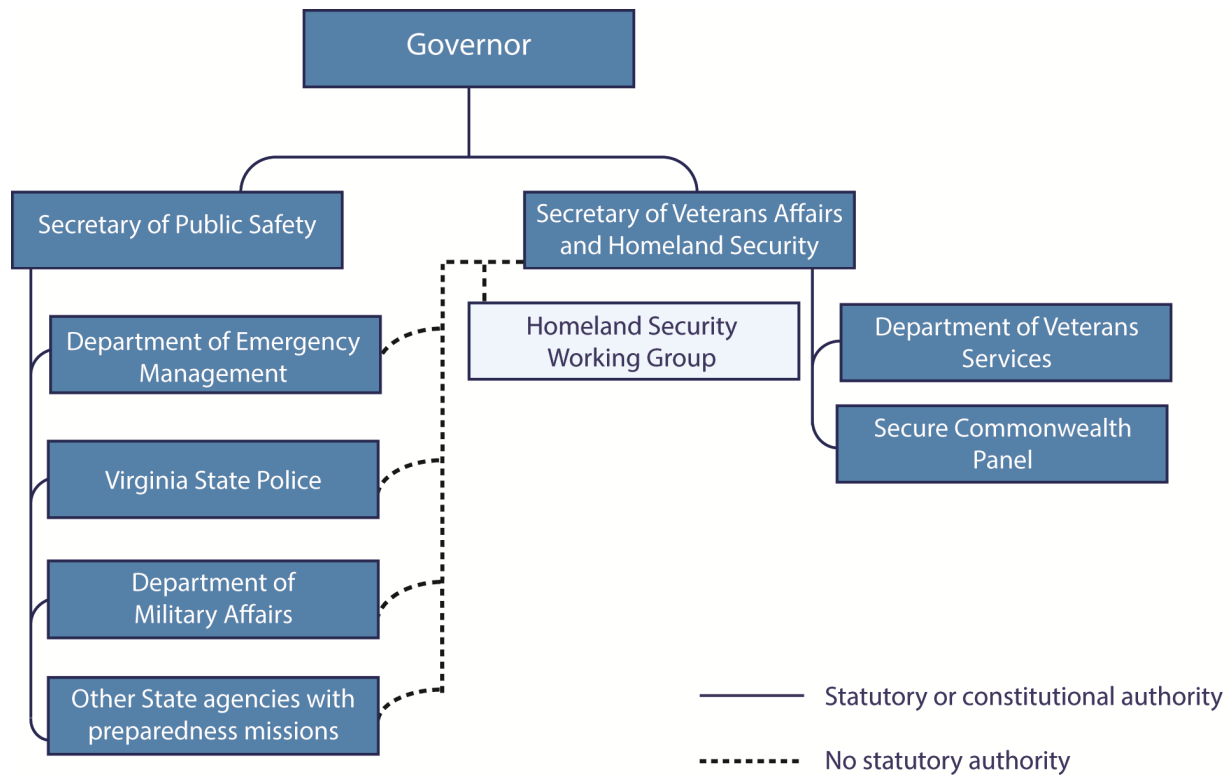 Governor
Secretary of Public Safety
Secretary of Veterans Affairs
and Homeland Security
Department of Emergency
Management
Homeland Security
Working Group
Department of Veterans
Services
Secure Commonwealth
Panel
Virginia State Police
Department of
Military Affairs
Other State agencies with
preparedness missions
Statutory or constitutional authority
No statutory authority